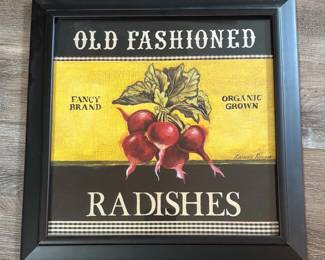 OLD FASHIONED
FANCY BRAND
ORGANIC GROWN
RADISHES